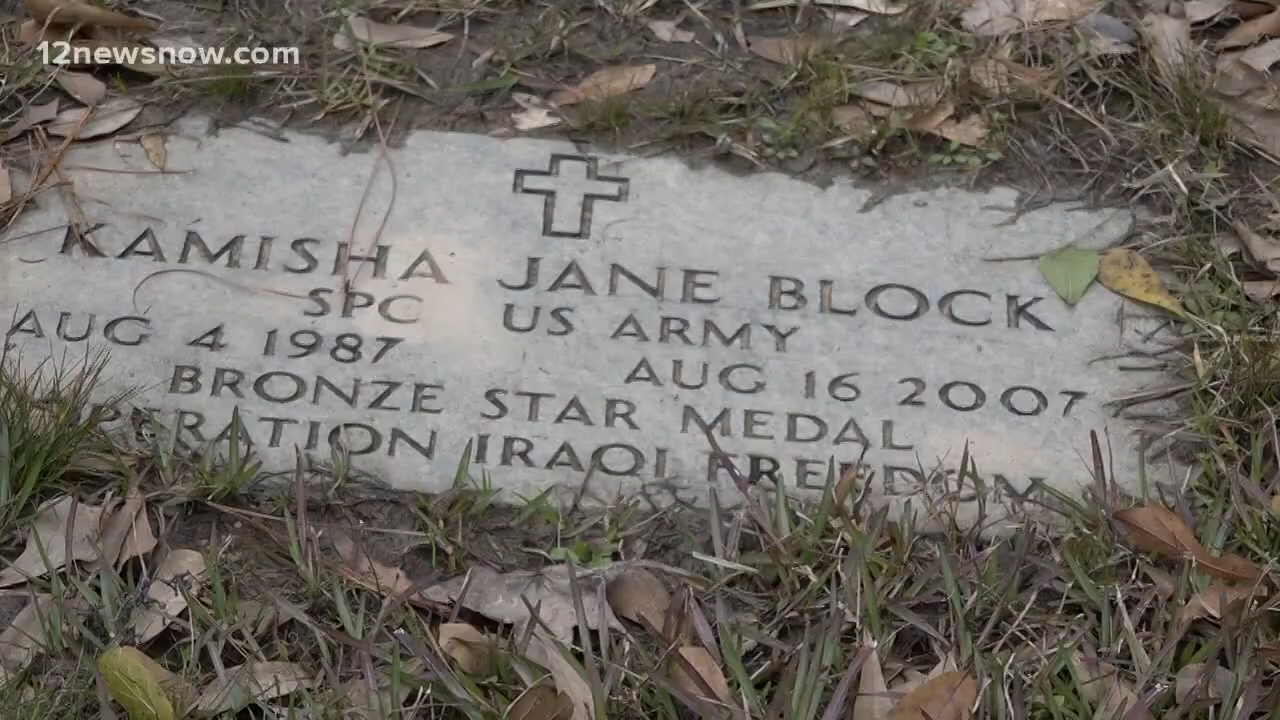 12newsnow.com
KAMISHA JANE BLOCK
SPC US ARMY
AUG 4 1987 AUG 16 2007
BRONZE STAR MEDAL
OPERATION IRAQI FREEDOM